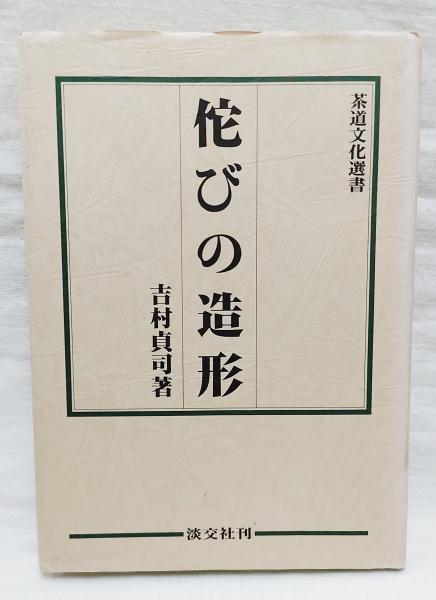 茶道文化選書
侘びの造形
吉村貞司著
淡交社刊